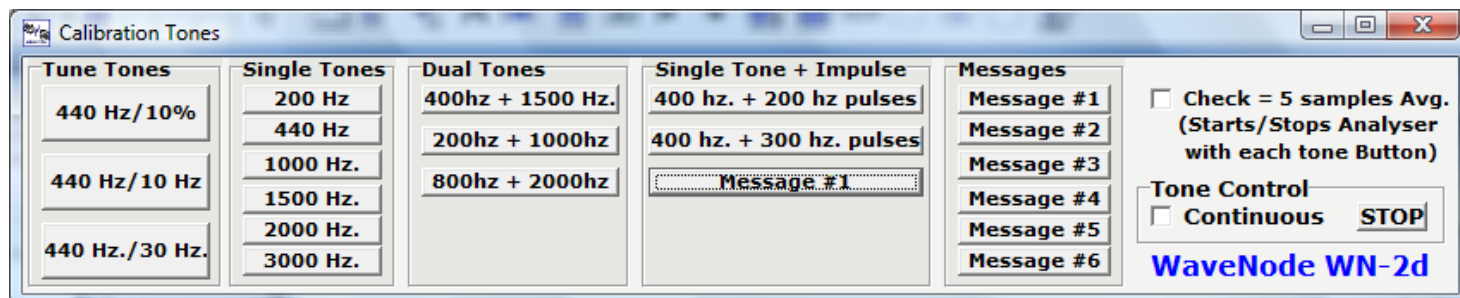 Calibration Tones
Tune Tones
440 Hz/10%
440 Hz/10 Hz
440 Hz./30 Hz.
Single Tones
200 Hz
440 Hz
1000 Hz.
1500 Hz.
2000 Hz.
3000 Hz.
Dual Tones
400hz + 1500 Hz.
200hz + 1000hz
800hz + 2000hz
Single Tone + Impulse
400 hz. + 200 hz pulses
400 hz. + 300 hz. pulses
Message #1
Messages
Message #1
Message #2
Message #3
Message #4
Message #5
Message #6
Check = 5 samples Avg.
(Starts/Stops Analyser
with each tone Button)
Tone Control
Continuous STOP
WaveNode WN-2d